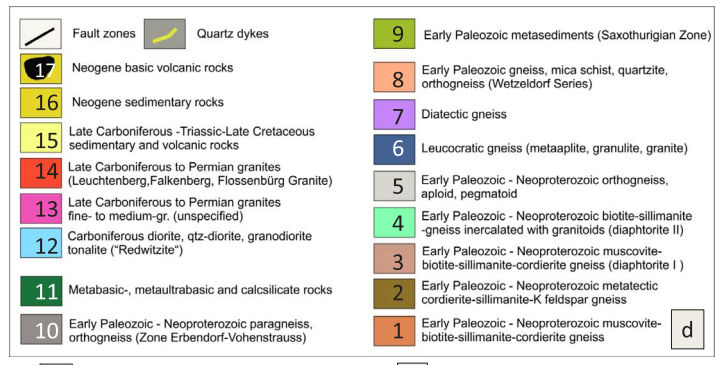 Fault zones
Quartz dykes
17 Neogene basic volcanic rocks
16 Neogene sedimentary rocks
15 Late Carboniferous -Triassic-Late Cretaceous
sedimentary and volcanic rocks
14 Late Carboniferous to Permian granites
(Leuchtenberg,Falkenberg, Flossenbürg Granite)
13 Late Carboniferous to Permian granites
fine- to medium-gr. (unspecified)
12 Carboniferous diorite, qtz-diorite, granodiorite
tonalite ("Redwitzite")
11 Metabasic-, metaultrabasic and calcsilicate rocks
10 Early Paleozoic - Neoproterozoic paragneiss,
orthogneiss (Zone Erbendorf-Vohenstrauss)
9 Early Paleozoic metasediments (Saxothurigian Zone)
8 Early Paleozoic gneiss, mica schist, quartzite,
orthogneiss (Wetzeldorf Series)
7 Diatectic gneiss
6 Leucocratic gneiss (metaaplite, granulite, granite)
5 Early Paleozoic - Neoproterozoic orthogneiss,
aploid, pegmatoid
4 Early Paleozoic - Neoproterozoic biotite-sillimanite
-gneiss inercalated with granitoids (diaphtorite II)
3 Early Paleozoic - Neoproterozoic muscovite-
biotite-sillimanite-cordierite gneiss (diaphtorite I )
2 Early Paleozoic - Neoproterozoic metatectic
cordierite-sillimanite-K feldspar gneiss
1 Early Paleozoic - Neoproterozoic muscovite-
biotite-sillimanite-cordierite gneiss
d